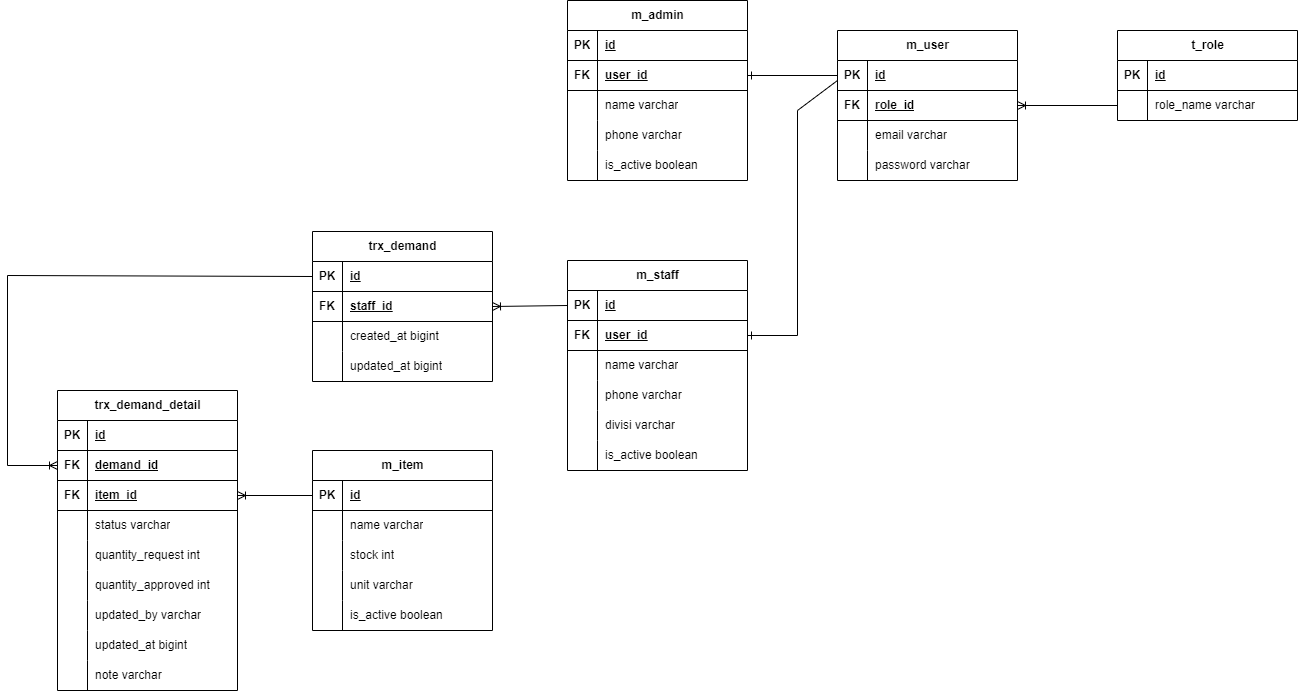 m_admin
PK id
FK user_id
name varchar
phone varchar
is_active boolean
m_user
PK id
FK role_id
email varchar
password varchar
t_role
PK id
role_name varchar
trx_demand
PK id
FK staff_id
created_at bigint
updated_at bigint
m_staff
PK id
FK user_id
name varchar
phone varchar
divisi varchar
is_active boolean
trx_demand_detail
PK id
FK demand_id
FK item_id
status varchar
quantity_request int
quantity_approved int
updated_by varchar
updated_at bigint
note varchar
m_item
PK id
name varchar
stock int
unit varchar
is_active boolean